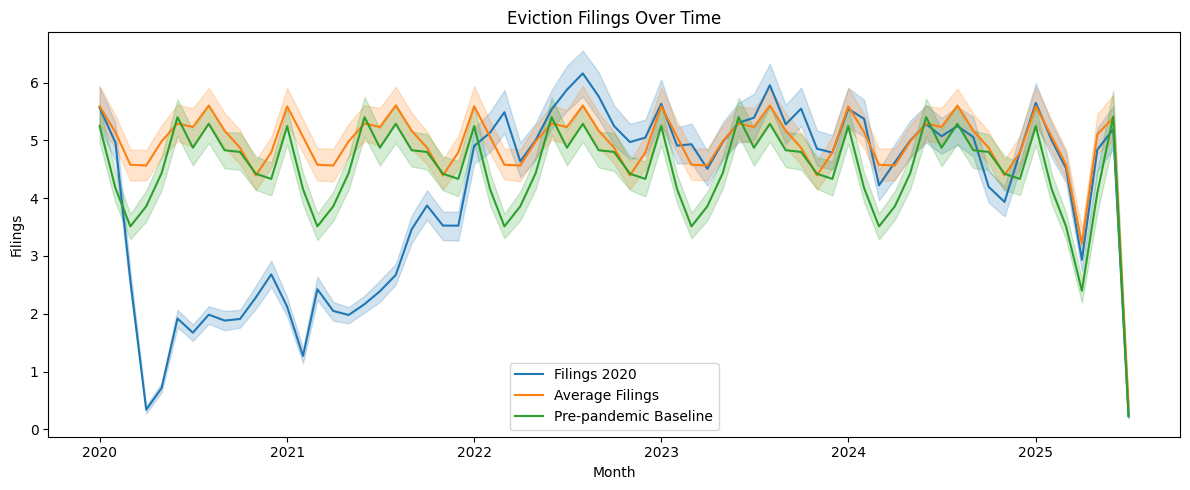 Eviction Filings Over Time
Filings
6
5
4
3
2
1
0
Filings 2020
Average Filings
Pre-pandemic Baseline
2020 2021 2022 2023 2024 2025
Month